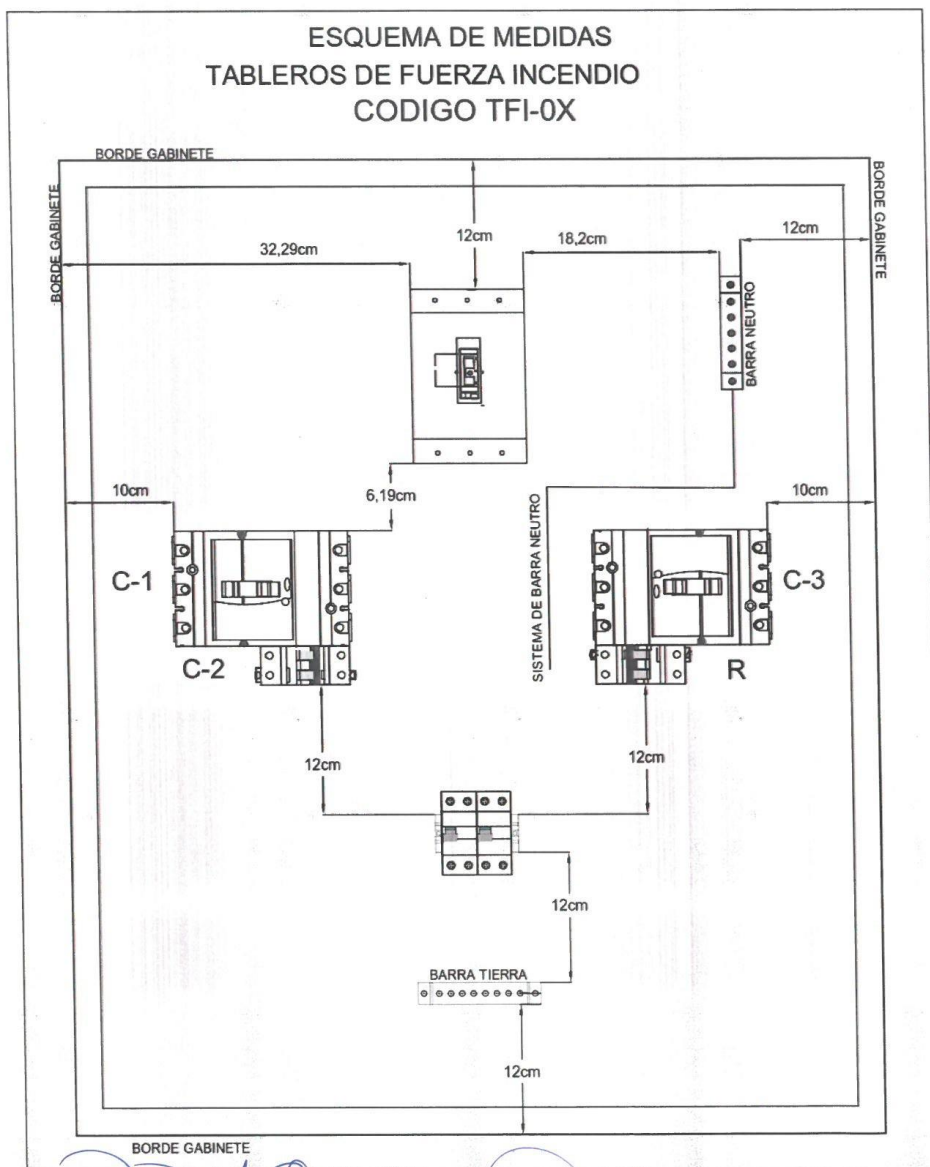 ESQUEMA DE MEDIDAS
TABLEROS DE FUERZA INCENDIO
CODIGO TFI-0X
BORDE GABINETE
BORDE GABINETE
BORDE GABINETE
32,29cm
12cm
18,2cm
12cm
BARRA NEUTRO
10cm
6,19cm
10cm
SISTEMA DE BARRA NEUTRO
C-1
C-3
C-2
R
12cm
12cm
12cm
BARRA TIERRA
12cm
BORDE GABINETE